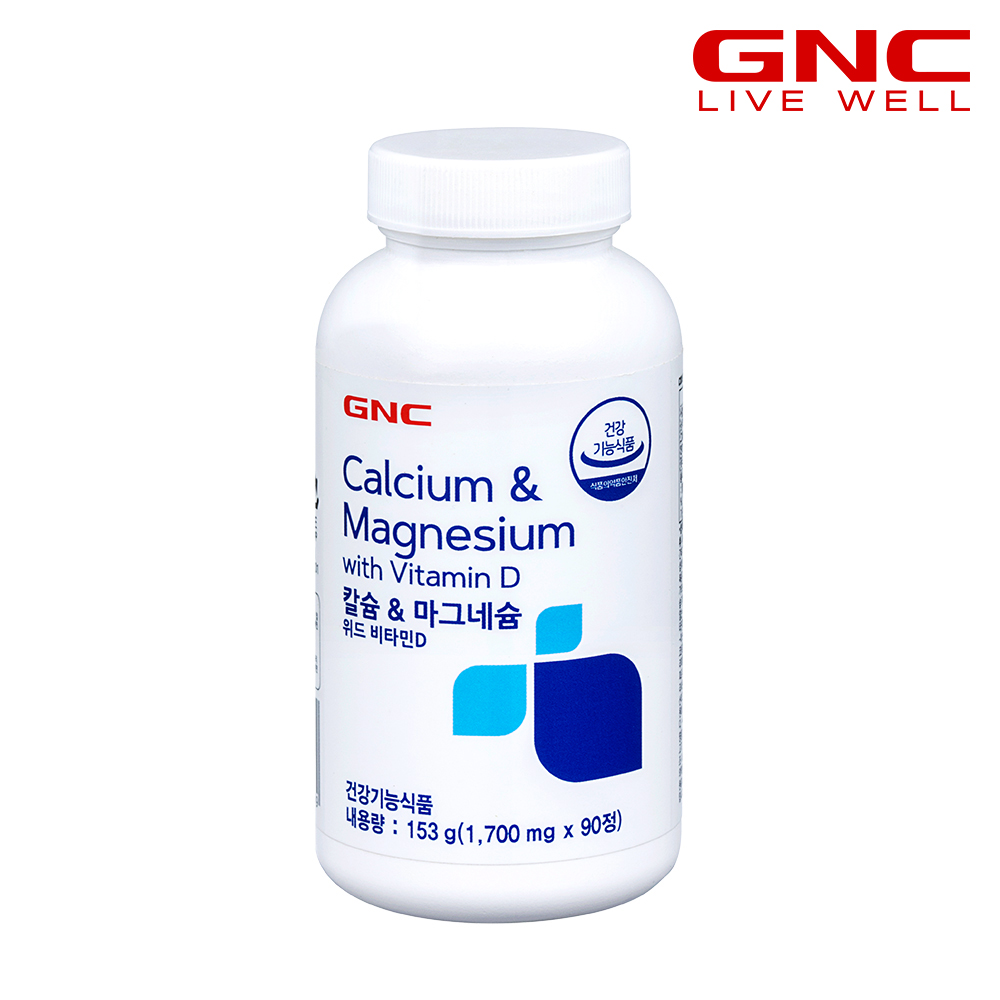 GNC
LIVE WELL
GNC
건강
기능식품
식품의약품안전처
Calcium &
Magnesium
with Vitamin D
칼슘 & 마그네슘
위드 비타민D
건강기능식품
내용량 : 153 g(1,700 mg x 90정)